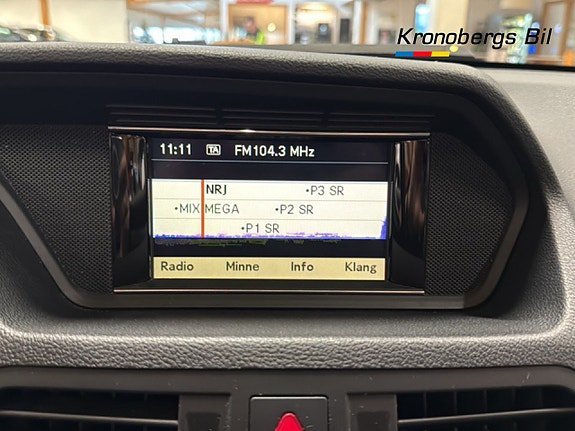 Kronobergs Bil
11:11 TA FM104.3 MHz
NRJ •P3 SR
•MIX MEGA •P2 SR
•P1 SR
Radio Minne Info Klang